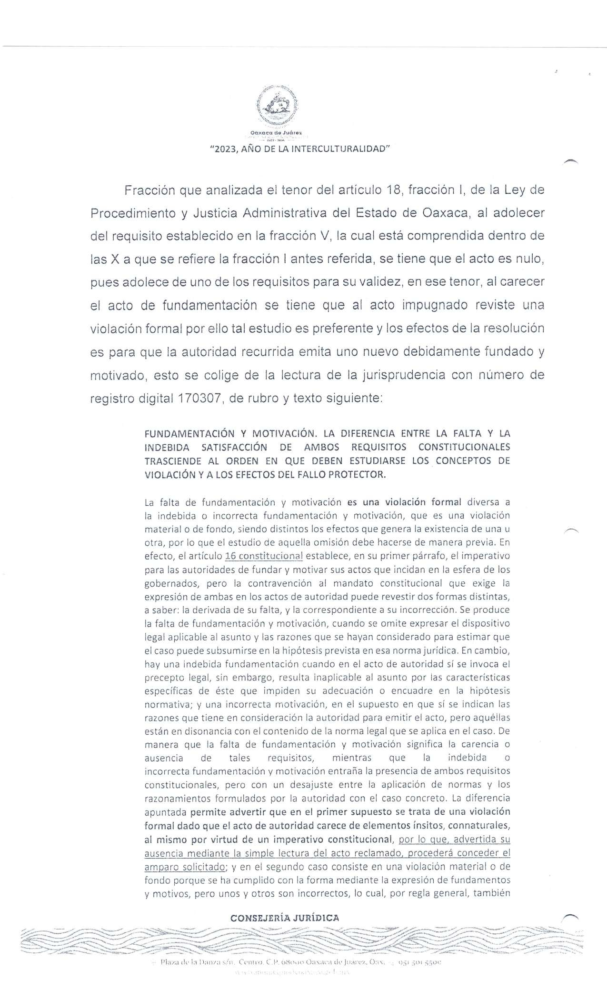 Oaxaca de Juárez
2022 - 2024
"2023, AÑO DE LA INTERCULTURALIDAD"
Fracción que analizada el tenor del artículo 18, fracción I, de la Ley de
Procedimiento y Justicia Administrativa del Estado de Oaxaca, al adolecer
del requisito establecido en la fracción V, la cual está comprendida dentro de
las X a que se refiere la fracción I antes referida, se tiene que el acto es nulo,
pues adolece de uno de los requisitos para su validez, en ese tenor, al carecer
el acto de fundamentación se tiene que al acto impugnado reviste una
violación formal por ello tal estudio es preferente y los efectos de la resolución
es para que la autoridad recurrida emita uno nuevo debidamente fundado y
motivado, esto se colige de la lectura de la jurisprudencia con número de
registro digital 170307, de rubro y texto siguiente:
FUNDAMENTACIÓN Y MOTIVACIÓN. LA DIFERENCIA ENTRE LA FALTA Y LA
INDEBIDA SATISFACCIÓN DE AMBOS REQUISITOS CONSTITUCIONALES
TRASCIENDE AL ORDEN EN QUE DEBEN ESTUDIARSE LOS CONCEPTOS DE
VIOLACIÓN Y A LOS EFECTOS DEL FALLO PROTECTOR.
La falta de fundamentación y motivación es una violación formal diversa a
la indebida o incorrecta fundamentación y motivación, que es una violación
material o de fondo, siendo distintos los efectos que genera la existencia de una u
otra, por lo que el estudio de aquella omisión debe hacerse de manera previa. En
efecto, el artículo 16 constitucional establece, en su primer párrafo, el imperativo
para las autoridades de fundar y motivar sus actos que incidan en la esfera de los
gobernados, pero la contravención al mandato constitucional que exige la
expresión de ambas en los actos de autoridad puede revestir dos formas distintas,
a saber: la derivada de su falta, y la correspondiente a su incorrección. Se produce
la falta de fundamentación y motivación, cuando se omite expresar el dispositivo
legal aplicable al asunto y las razones que se hayan considerado para estimar que
el caso puede subsumirse en la hipótesis prevista en esa norma jurídica. En cambio,
hay una indebida fundamentación cuando en el acto de autoridad sí se invoca el
precepto legal, sin embargo, resulta inaplicable al asunto por las características
específicas de éste que impiden su adecuación o encuadre en la hipótesis
normativa; y una incorrecta motivación, en el supuesto en que sí se indican las
razones que tiene en consideración la autoridad para emitir el acto, pero aquéllas
están en disonancia con el contenido de la norma legal que se aplica en el caso. De
manera que la falta de fundamentación y motivación significa la carencia o
ausencia de tales requisitos, mientras que la indebida o
incorrecta fundamentación y motivación entraña la presencia de ambos requisitos
constitucionales, pero con un desajuste entre la aplicación de normas y los
razonamientos formulados por la autoridad con el caso concreto. La diferencia
apuntada permite advertir que en el primer supuesto se trata de una violación
formal dado que el acto de autoridad carece de elementos ínsitos, connaturales,
al mismo por virtud de un imperativo constitucional, por lo que, advertida su
ausencia mediante la simple lectura del acto reclamado, procederá conceder el
amparo solicitado; y en el segundo caso consiste en una violación material o de
fondo porque se ha cumplido con la forma mediante la expresión de fundamentos
y motivos, pero unos y otros son incorrectos, lo cual, por regla general, también
CONSEJERÍA JURÍDICA
Plaza de la Danza s/n. Centro. C.P. 68000 Oaxaca de Juárez, Oax. 951 501 5500